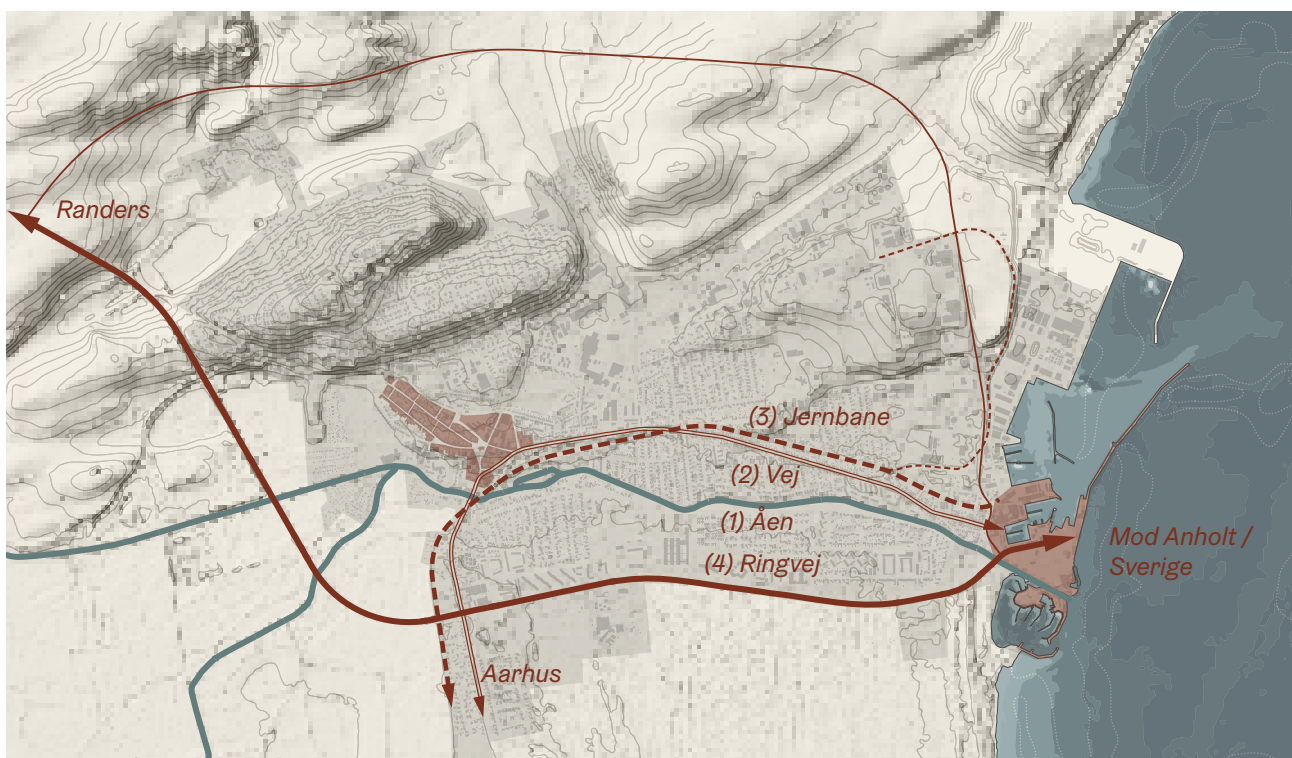 Randers
(3) Jernbane
(2) Vej
(1) Åen
(4) Ringvej
Mod Anholt /
Sverige
Aarhus